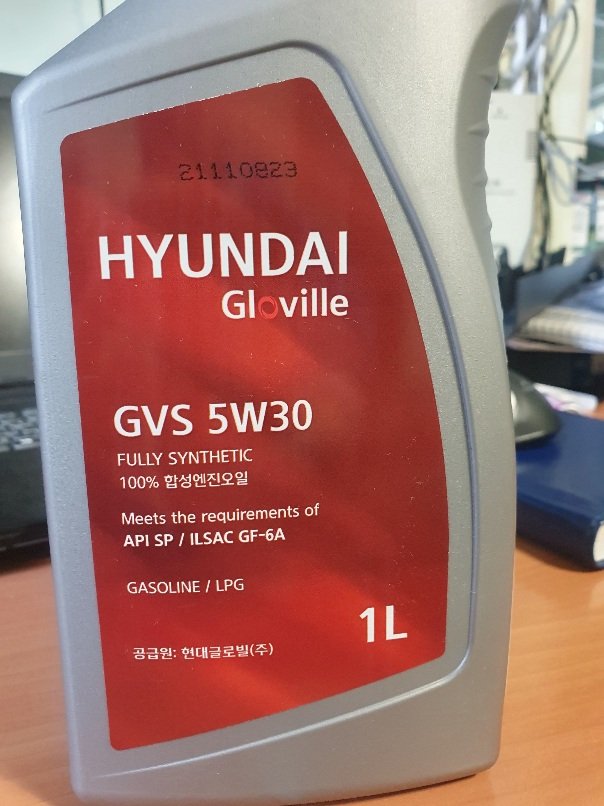 21110823
HYUNDAI
Gloville
GVS 5W30
FULLY SYNTHETIC
100% 합성엔진오일
Meets the requirements of
API SP / ILSAC GF-6A
GASOLINE / LPG
1L
공급원: 현대글로빌(주)